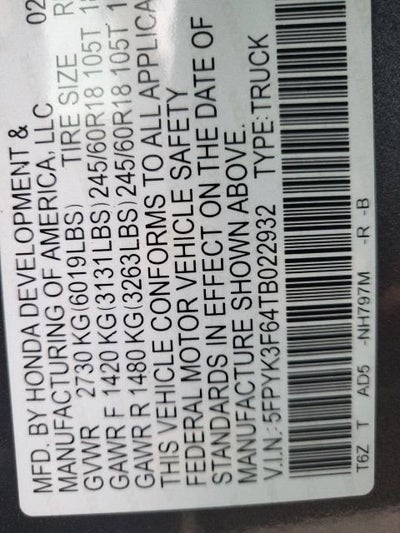 MFD. BY HONDA DEVELOPMENT & 02
MANUFACTURING OF AMERICA, LLC
GVWR 2730 KG(6019LBS) TIRE SIZE
GAWR F 1420 KG(3131LBS)245/60R18 105T
GAWR R 1480 KG(3263LBS)245/60R18 105T
THIS VEHICLE CONFORMS TO ALL APPLICA
FEDERAL MOTOR VEHICLE SAFETY
STANDARDS IN EFFECT ON THE DATE OF
MANUFACTURE SHOWN ABOVE.
V.I.N.: 5FPYK3F64TB022932 TYPE:TRUCK
T6Z T AD5 -NH797M -R -B